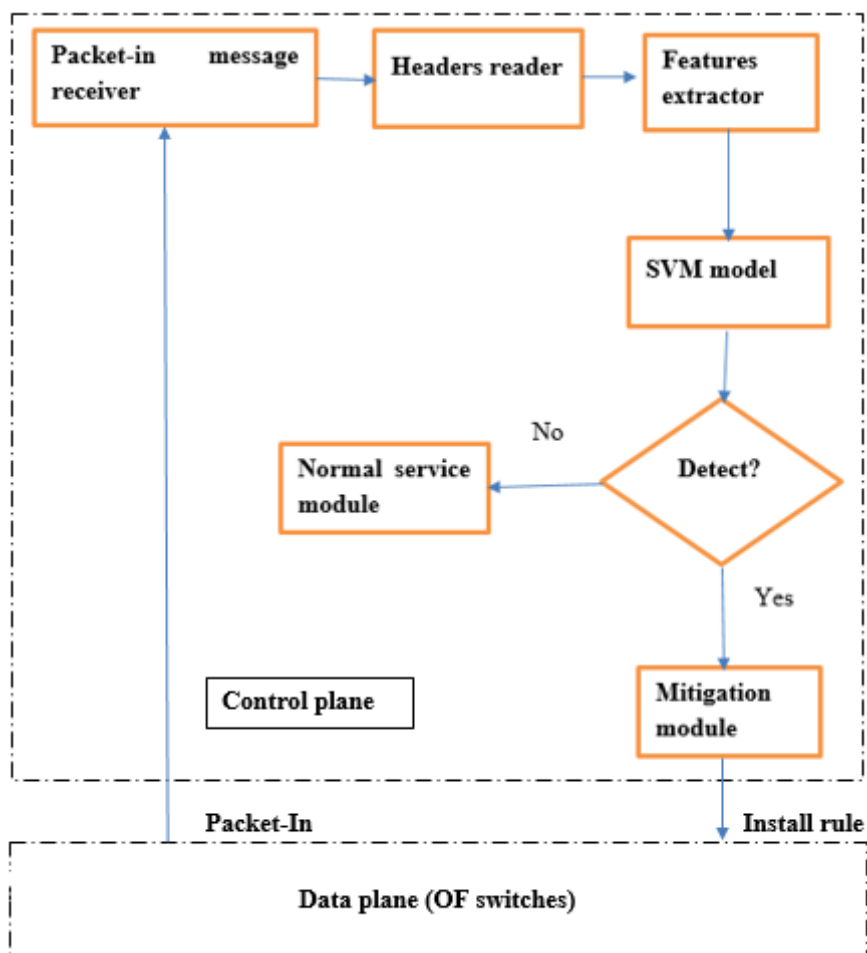 Packet-in message
receiver
Headers reader
Features
extractor
SVM model
No
Detect?
Normal service
module
Yes
Mitigation
module
Control plane
Packet-In
Install rule
Data plane (OF switches)